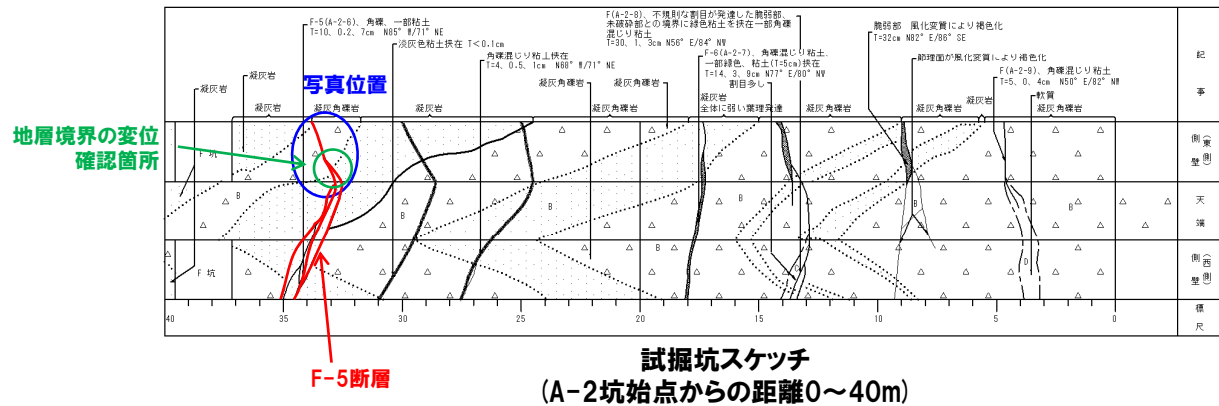 F-5(A-2-6)、角礫、一部粘土
T=10、0.2、7cm N85° W/71° NE
淡灰色粘土挟在 T<0.1cm
角礫混じり粘土挟在
T=4、0.5、1cm N68° W/71° NE
F(A-2-8)、不規則な割目が発達した脆弱部、
未破砕部との境界に緑色粘土を挟在一部角礫
混じり粘土
T=30、1、3cm N56° E/84° NW
F-6(A-2-7)、角礫混じり粘土、
一部緑色、粘土(T=5cm)挟在
T=14、3、9cm N77° E/80° NW
割目多し
脆弱部 風化変質により褐色化
T=32cm N82° E/86° SE
節理面が風化変質により褐色化
F(A-2-9)、角礫混じり粘土
T=5、0、4cm N50° E/82° NW
軟質
凝灰岩
凝灰岩
凝灰岩
凝灰角礫岩
写真位置
凝灰角礫岩
凝灰角礫岩
凝灰角礫岩
凝灰岩
全体に弱い葉理発達
凝灰角礫岩
凝灰角礫岩
凝灰岩
凝灰角礫岩
記事
地層境界の変位
確認箇所
F坑
側壁(東側)
B
B
B
B
B
天端
F坑
B
C
D
側壁(西側)
40
35
30
25
20
15
10
5
0
標尺
F-5断層
試掘坑スケッチ
(A-2坑始点からの距離0~40m)